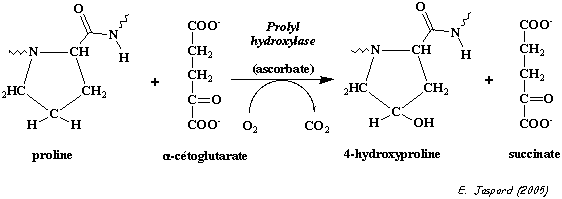 O
N
CH
N
H
2HC
CH2
C
H
H
proline
+
COO-
CH2
CH2
C=O
COO-
α-cétoglutarate
Prolyl
hydroxylase
(ascorbate)
O2
CO2
O
N
CH
N
H
2HC
CH2
C
H
OH
4-hydroxyproline
+
COO-
CH2
CH2
C=O
COO-
succinate
E. Jaspard (2005)